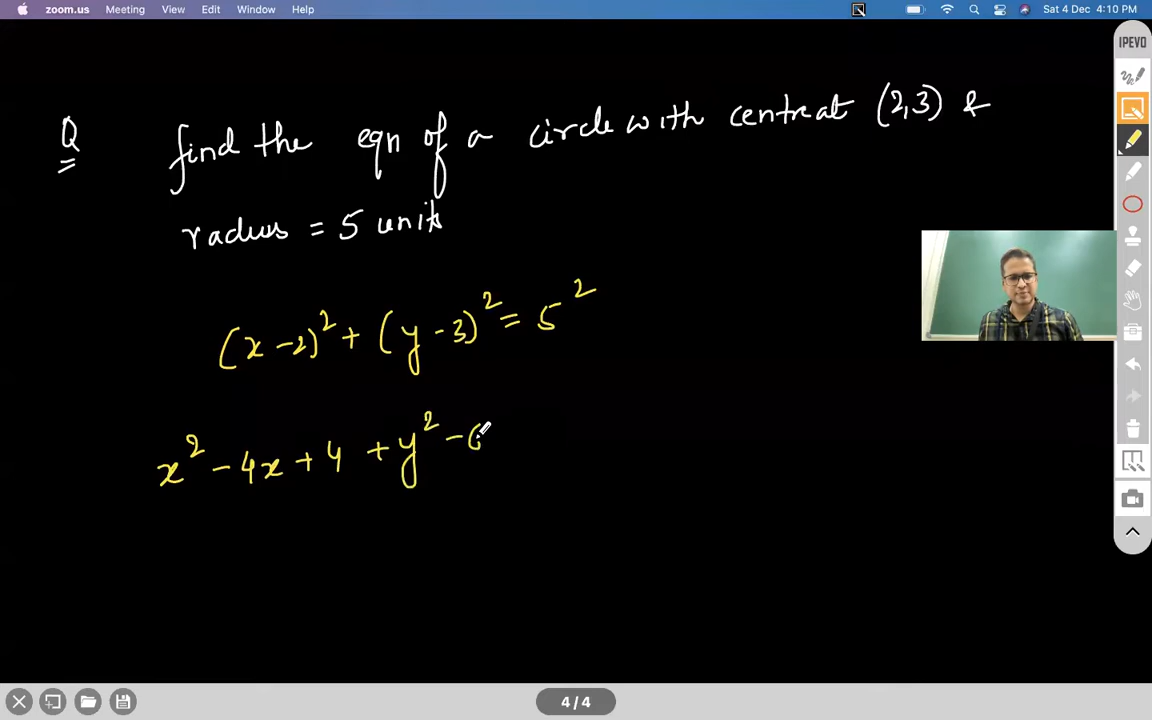 zoom.us Meeting View Edit Window Help Sat 4 Dec 4:10 PM
IPEVO
Q find the eqn of a circle with centre at (2,3) &
radius = 5 units
(x-2)² + (y-3)² = 5²
x² - 4x + 4 + y² - 6
4 / 4